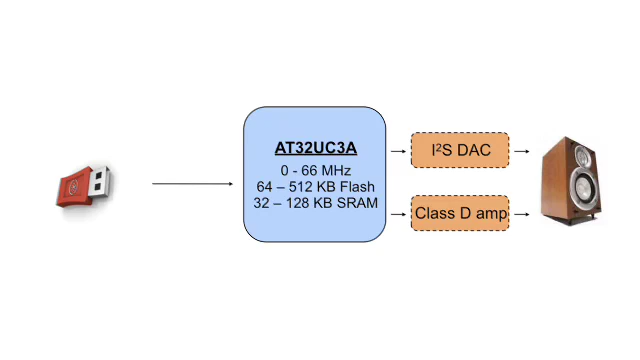 AT32UC3A
0 - 66 MHz
64 – 512 KB Flash
32 – 128 KB SRAM
I²S DAC
Class D amp